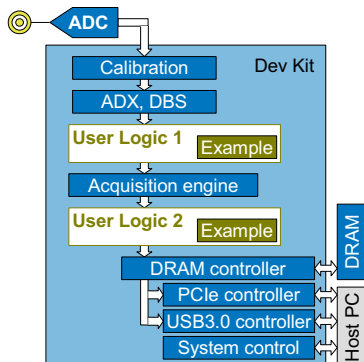 ADC
Dev Kit
Calibration
ADX, DBS
User Logic 1
Example
Acquisition engine
User Logic 2
Example
DRAM controller
PCIe controller
USB3.0 controller
System control
DRAM
Host PC